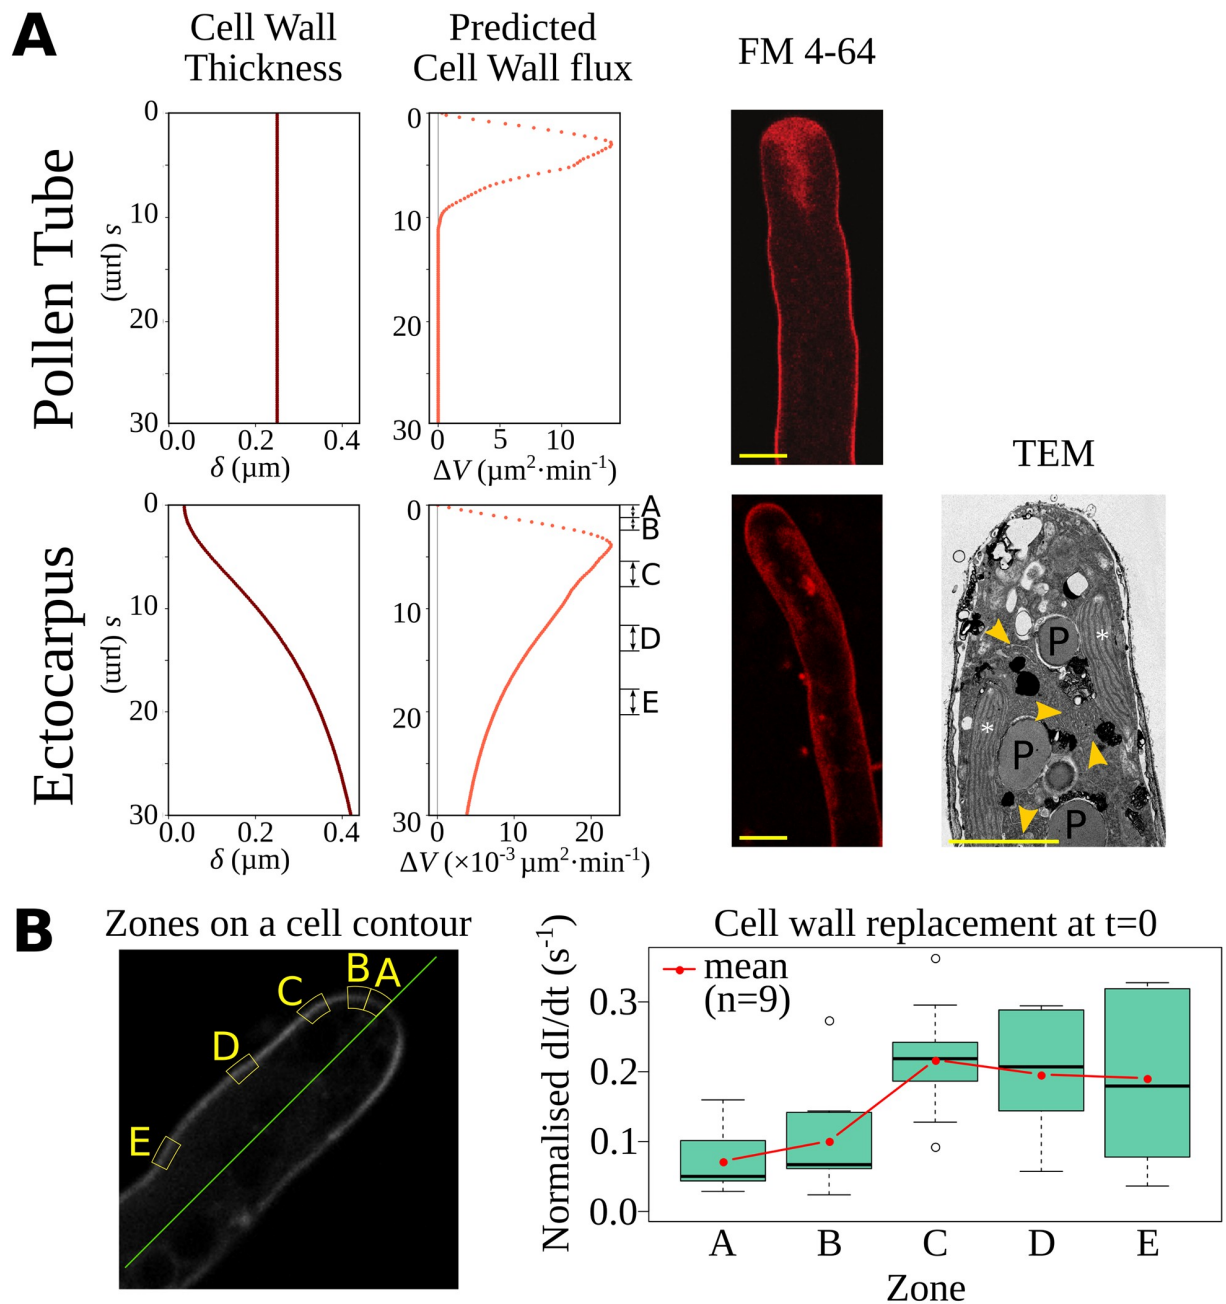 A
Cell Wall
Thickness
Predicted
Cell Wall flux
FM 4-64
Pollen Tube
0
10
20
30
s (µm)
0.0 0.2 0.4
δ (µm)
0
10
20
30
0 5 10
ΔV (µm²·min⁻¹)
TEM
Ectocarpus
0
10
20
30
s (µm)
0.0 0.2 0.4
δ (µm)
0
10
20
30
0 10 20
ΔV (×10⁻³ µm²·min⁻¹)
A
B
C
D
E
P
*
*
P
P
B
Zones on a cell contour
B A
C
D
E
Cell wall replacement at t=0
Normalised dI/dt (s⁻¹)
mean
(n=9)
0.3
0.2
0.1
0.0
A B C D E
Zone